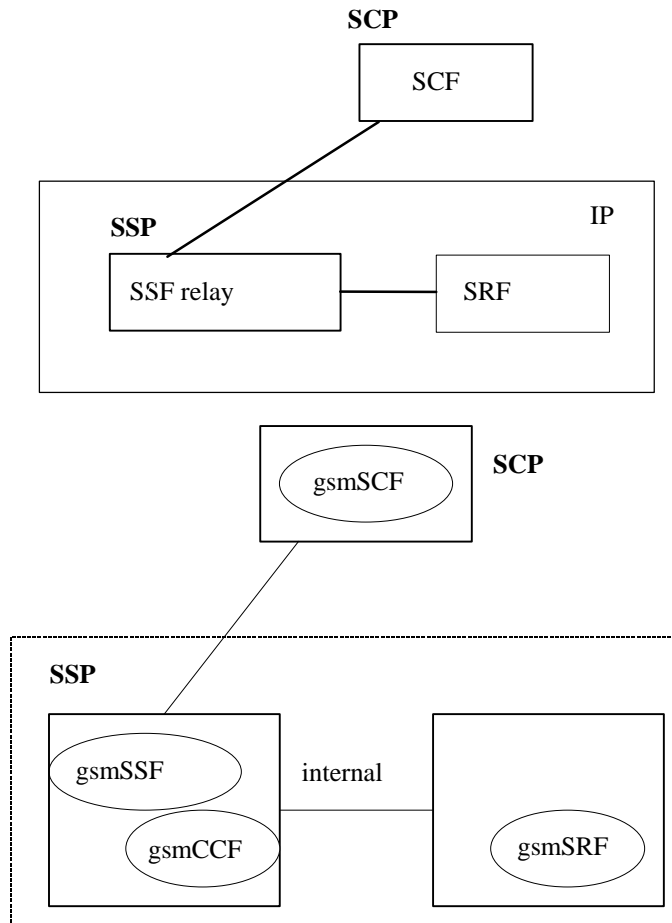 SCP
SCF
IP
SSP
SSF relay
SRF
gsmSCF
SCP
SSP
gsmSSF
internal
gsmCCF
gsmSRF